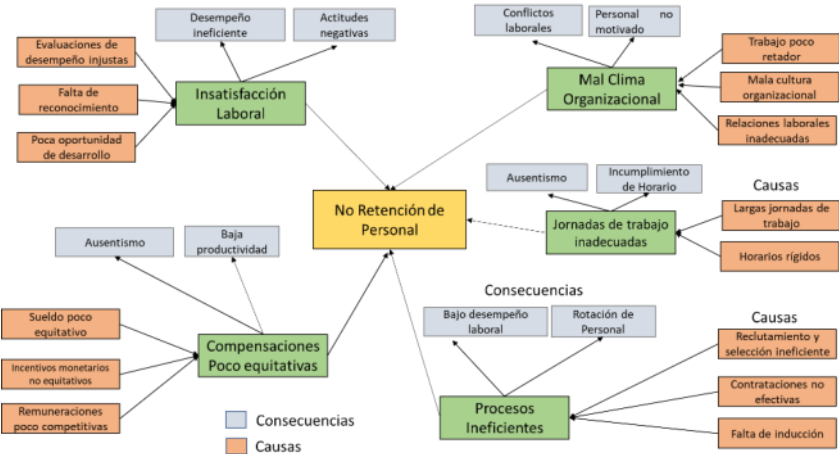 Desempeño
ineficiente
Actitudes
negativas
Evaluaciones de
desempeño injustas
Falta de
reconocimiento
Poca oportunidad
de desarrollo
Insatisfacción
Laboral
Conflictos
laborales
Personal no
motivado
Mal Clima
Organizacional
Trabajo poco
retador
Mala cultura
organizacional
Relaciones laborales
inadecuadas
No Retención de
Personal
Ausentismo
Incumplimiento
de Horario
Jornadas de trabajo
inadecuadas
Causas
Largas jornadas de
trabajo
Horarios rígidos
Ausentismo
Baja
productividad
Sueldo poco
equitativo
Incentivos monetarios
no equitativos
Remuneraciones
poco competitivas
Compensaciones
Poco equitativas
Consecuencias
Bajo desempeño
laboral
Rotación de
Personal
Procesos
Ineficientes
Causas
Reclutamiento y
selección ineficiente
Contrataciones no
efectivas
Falta de inducción
Consecuencias
Causas